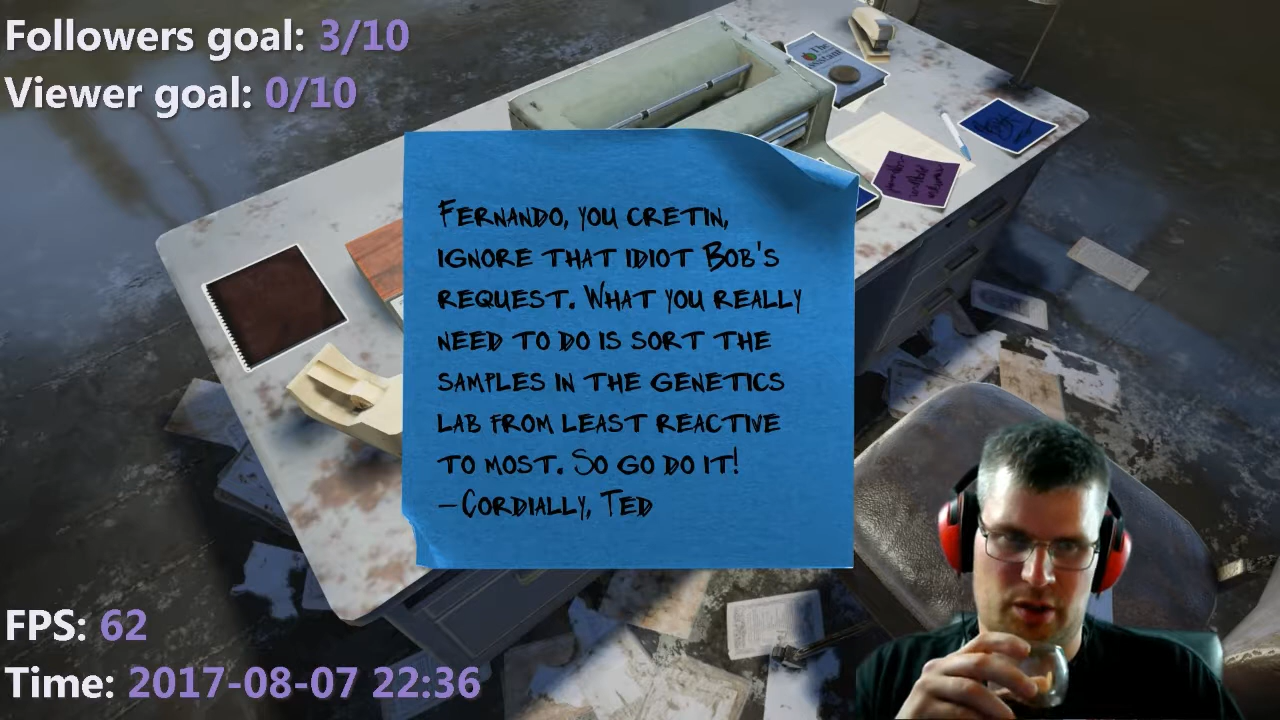 Followers goal: 3/10
Viewer goal: 0/10
The
FERNANDO, YOU CRETIN,
IGNORE THAT IDIOT BOB'S
REQUEST. WHAT YOU REALLY
NEED TO DO IS SORT THE
SAMPLES IN THE GENETICS
LAB FROM LEAST REACTIVE
TO MOST. SO GO DO IT!
–CORDIALLY, TED
FPS: 62
Time: 2017-08-07 22:36